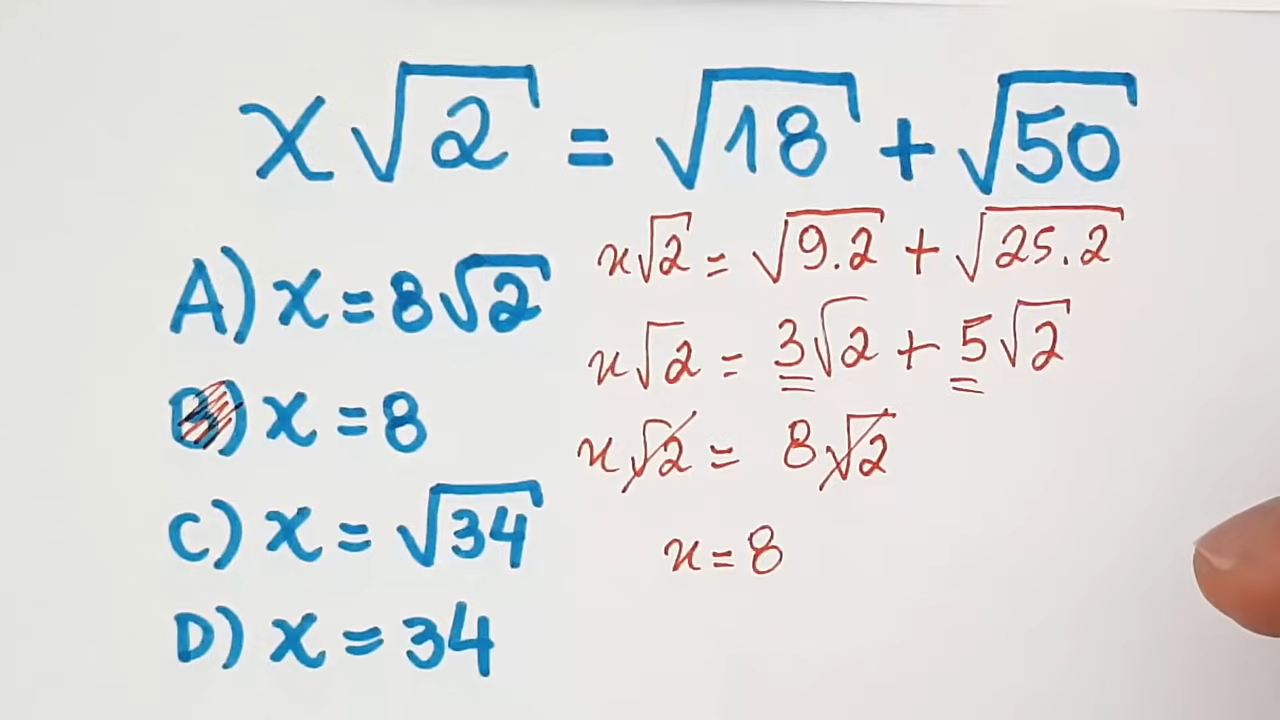 x√2 = √18 + √50
x√2 = √9.2 + √25.2
x√2 = 3√2 + 5√2
x√2 = 8√2
x = 8
A) x = 8√2
B) x = 8
C) x = √34
D) x = 34